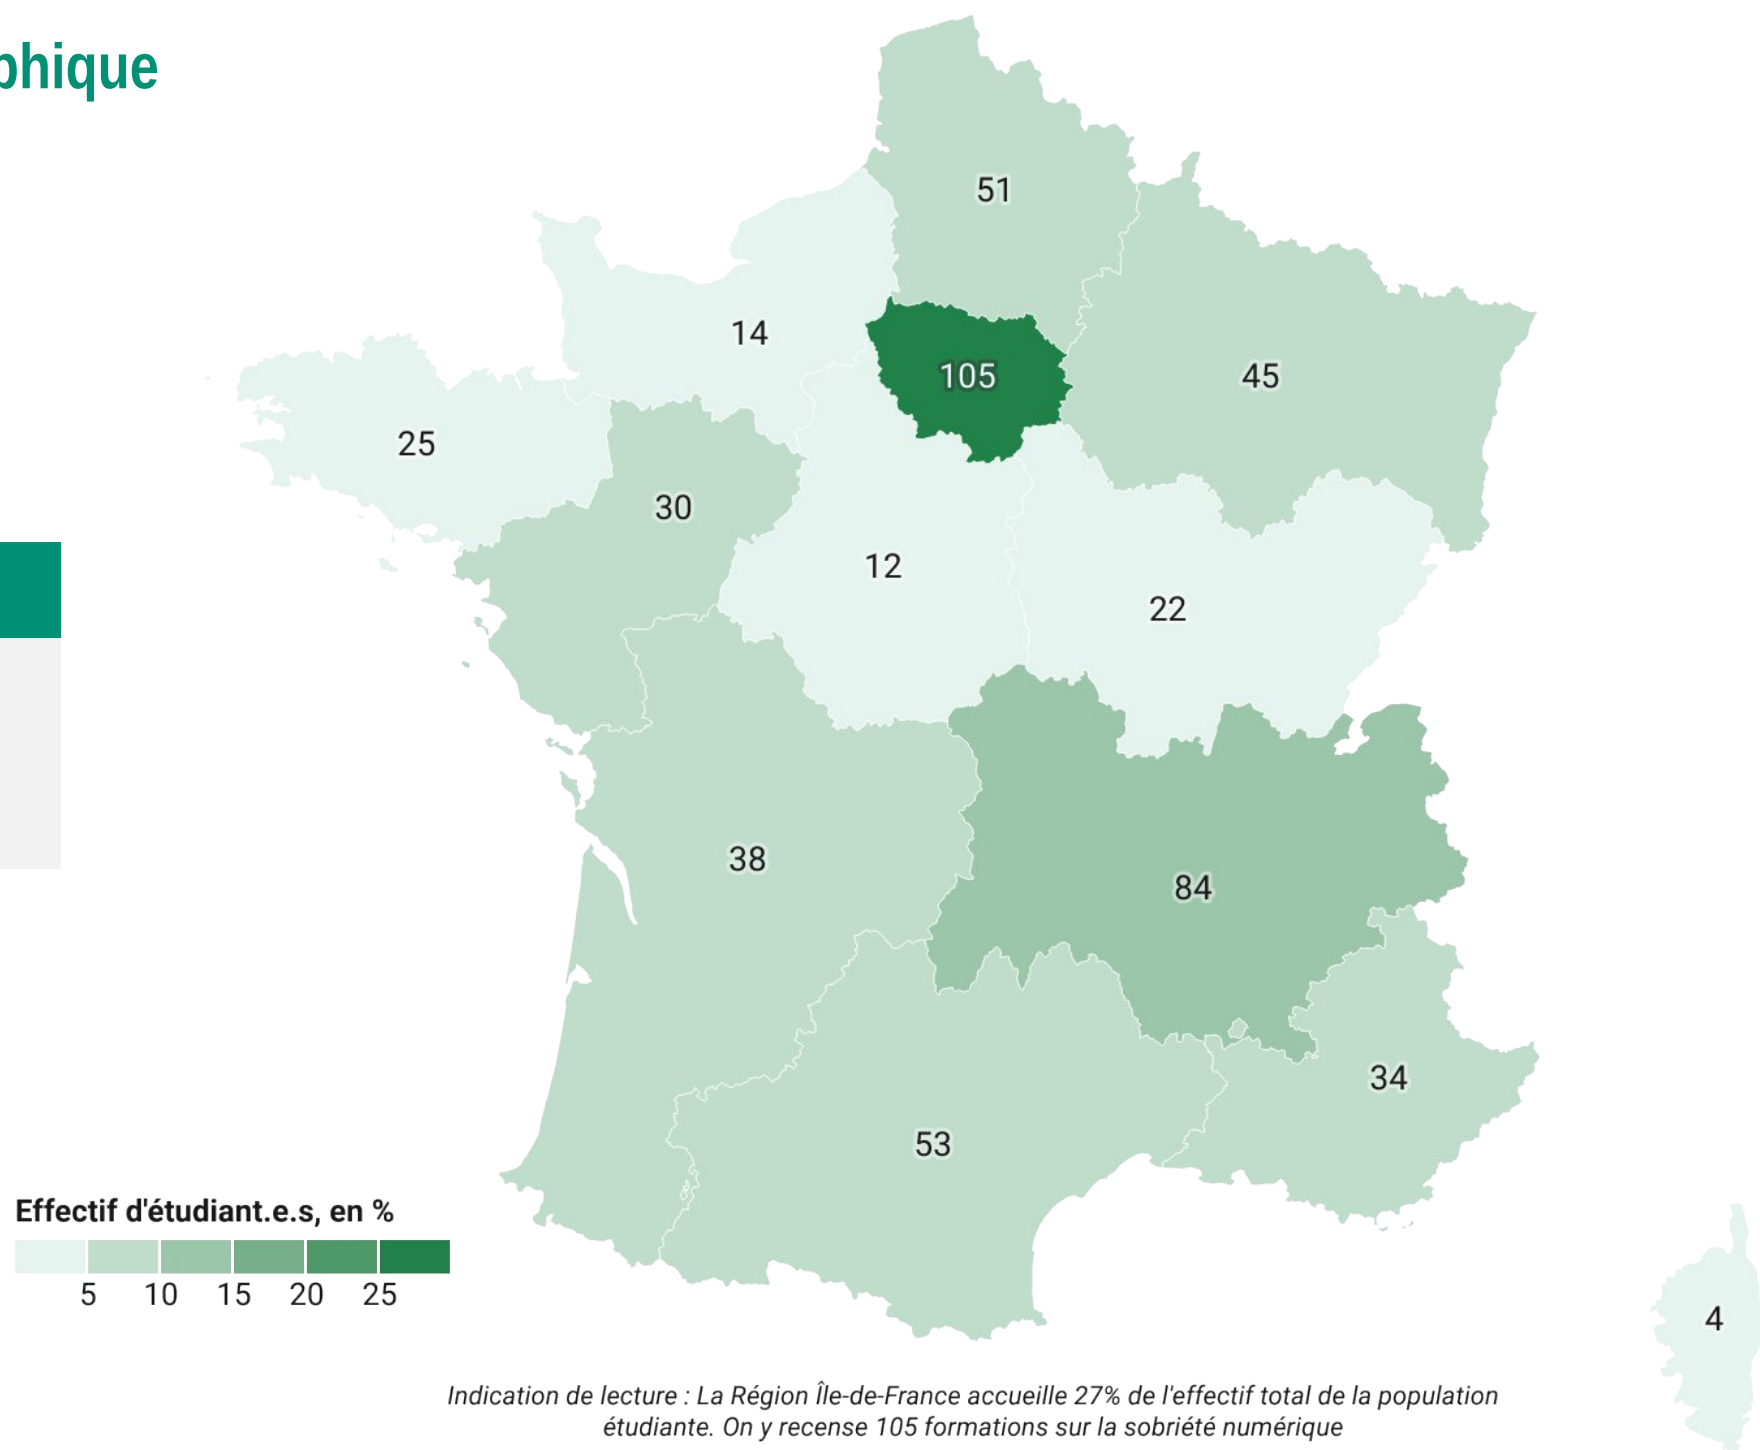 phique
51
14
105
45
25
30
12
22
38
84
34
53
Effectif d'étudiant.e.s, en %
5 10 15 20 25
4
Indication de lecture : La Région Île-de-France accueille 27% de l'effectif total de la population
étudiante. On y recense 105 formations sur la sobriété numérique